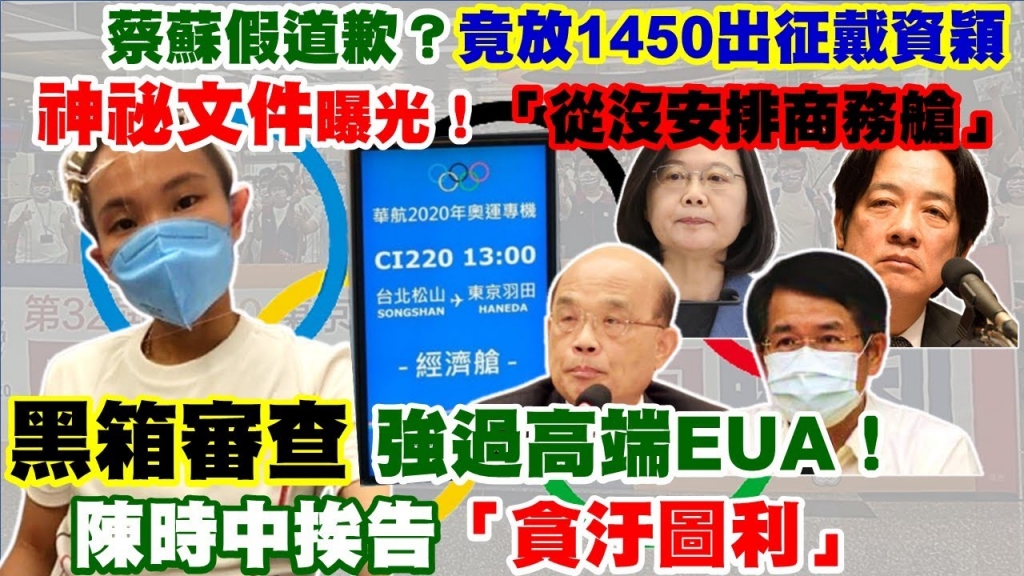 蔡蘇假道歉？竟放1450出征戴資穎
神祕文件曝光！「從沒安排商務艙」
華航2020年奧運專機
CI220 13:00
台北松山 ✈ 東京羽田
SONGSHAN HANEDA
- 經濟艙 -
第32
黑箱審查 強過高端EUA！
陳時中挨告「貪汙圖利」